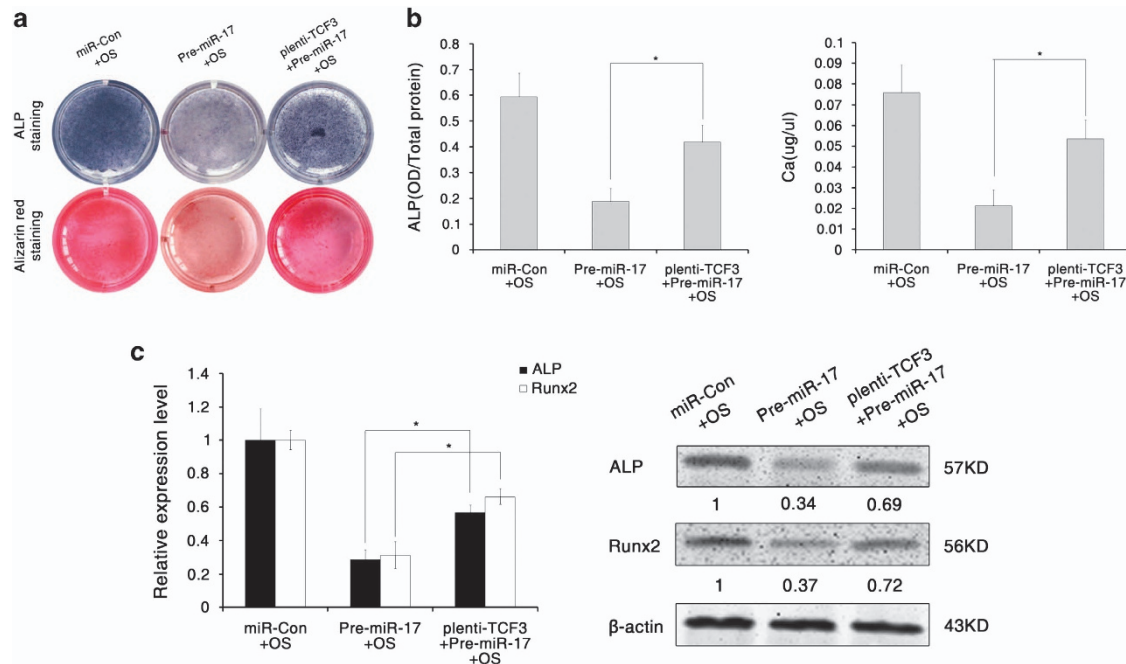 a
miR-Con
+OS
Pre-miR-17
+OS
plenti-TCF3
+Pre-miR-17
+OS
ALP
staining
Alizarin red
staining
b
ALP(OD/Total protein)
0.8
0.7
0.6
0.5
0.4
0.3
0.2
0.1
0
*
miR-Con
+OS
Pre-miR-17
+OS
plenti-TCF3
+Pre-miR-17
+OS
Ca(ug/ul)
0.1
0.09
0.08
0.07
0.06
0.05
0.04
0.03
0.02
0.01
0
*
miR-Con
+OS
Pre-miR-17
+OS
plenti-TCF3
+Pre-miR-17
+OS
c
Relative expression level
1.4
1.2
1
0.8
0.6
0.4
0.2
0
ALP
Runx2
*
*
miR-Con
+OS
Pre-miR-17
+OS
plenti-TCF3
+Pre-miR-17
+OS
miR-Con
+OS
Pre-miR-17
+OS
plenti-TCF3
+Pre-miR-17
+OS
ALP 57KD
1 0.34 0.69
Runx2 56KD
1 0.37 0.72
β-actin 43KD